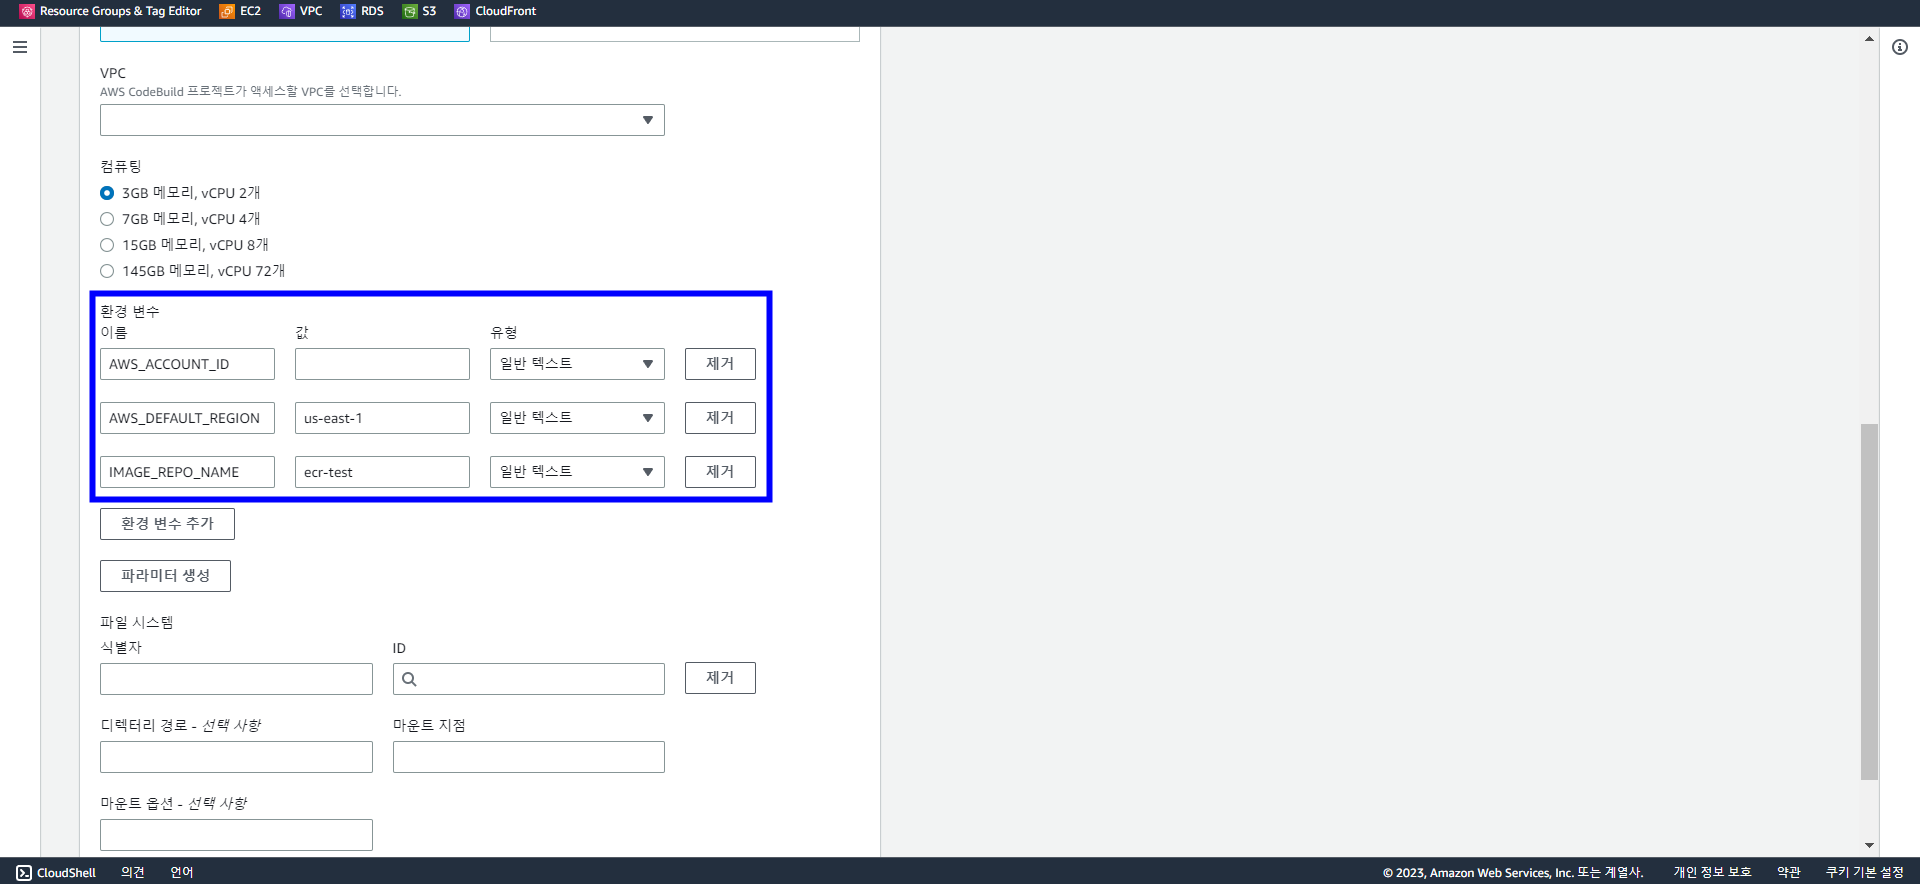 Resource Groups & Tag Editor EC2 VPC RDS S3 CloudFront
VPC
AWS CodeBuild 프로젝트가 액세스할 VPC를 선택합니다.
컴퓨팅
3GB 메모리, vCPU 2개
7GB 메모리, vCPU 4개
15GB 메모리, vCPU 8개
145GB 메모리, vCPU 72개
환경 변수
이름 값 유형
AWS_ACCOUNT_ID 일반 텍스트 제거
AWS_DEFAULT_REGION us-east-1 일반 텍스트 제거
IMAGE_REPO_NAME ecr-test 일반 텍스트 제거
환경 변수 추가
파라미터 생성
파일 시스템
식별자 ID
제거
디렉터리 경로 - 선택 사항 마운트 지점
마운트 옵션 - 선택 사항
CloudShell 의견 언어 © 2023, Amazon Web Services, Inc. 또는 계열사. 개인 정보 보호 약관 쿠키 기본 설정